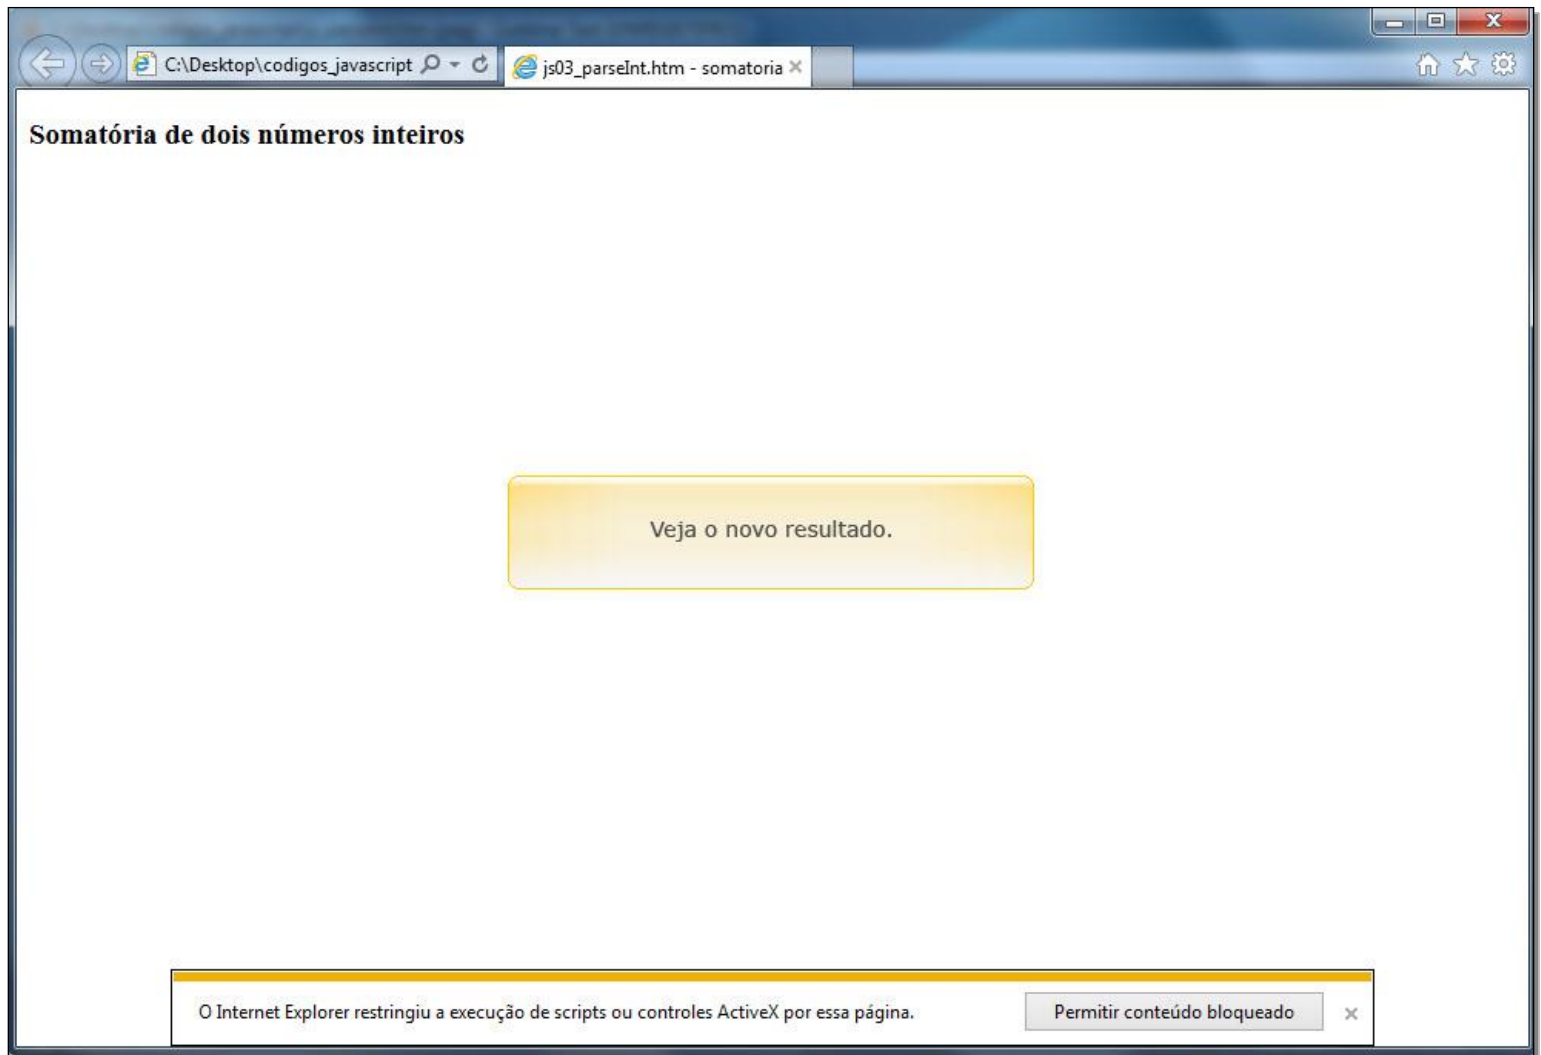 C:\Desktop\codigos_javascript
js03_parseInt.htm - somatoria
Somatória de dois números inteiros
Veja o novo resultado.
O Internet Explorer restringiu a execução de scripts ou controles ActiveX por essa página.
Permitir conteúdo bloqueado